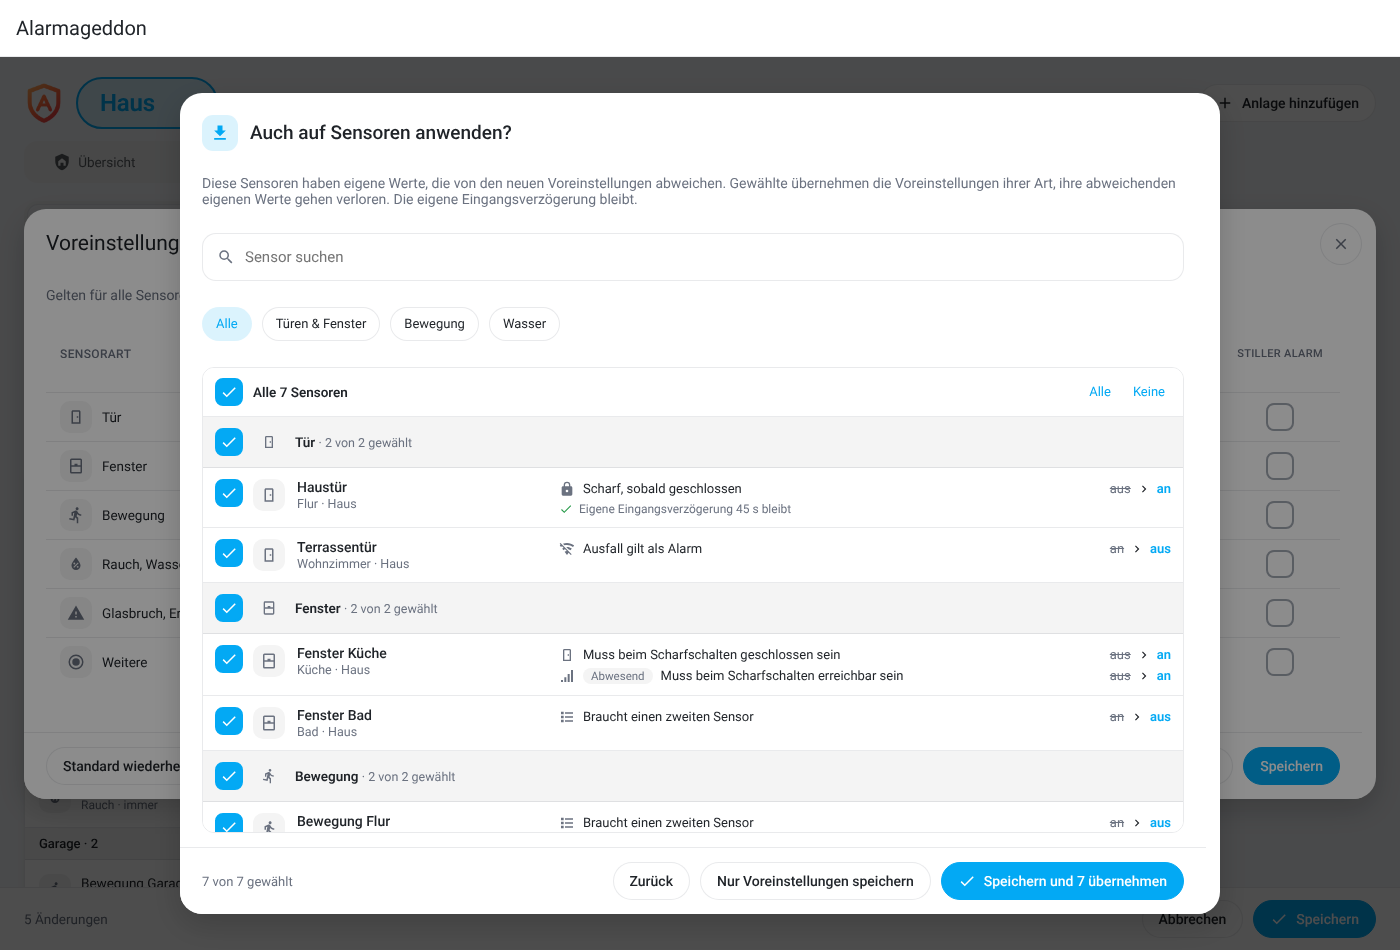 Alarmageddon
Haus
Anlage hinzufügen
Übersicht
Auch auf Sensoren anwenden?
Diese Sensoren haben eigene Werte, die von den neuen Voreinstellungen abweichen. Gewählte übernehmen die Voreinstellungen ihrer Art, ihre abweichenden
eigenen Werte gehen verloren. Die eigene Eingangsverzögerung bleibt.
Voreinstellung
Gelten für alle Sensor
Sensor suchen
Alle
Türen & Fenster
Bewegung
Wasser
SENSORART
STILLER ALARM
Alle 7 Sensoren
Alle
Keine
Tür
Tür · 2 von 2 gewählt
Fenster
Haustür
Flur · Haus
Scharf, sobald geschlossen
aus > an
Eigene Eingangsverzögerung 45 s bleibt
Bewegung
Terrassentür
Wohnzimmer · Haus
Ausfall gilt als Alarm
an > aus
Rauch, Wass
Fenster · 2 von 2 gewählt
Glasbruch, Er
Fenster Küche
Küche · Haus
Muss beim Scharfschalten geschlossen sein
aus > an
Abwesend Muss beim Scharfschalten erreichbar sein
aus > an
Weitere
Fenster Bad
Bad · Haus
Braucht einen zweiten Sensor
an > aus
Bewegung · 2 von 2 gewählt
Standard wiederhe
Speichern
Rauch · immer
Bewegung Flur
Braucht einen zweiten Sensor
an > aus
Garage · 2
Bewegung Garag
7 von 7 gewählt
Zurück
Nur Voreinstellungen speichern
Speichern und 7 übernehmen
5 Änderungen
Abbrechen
Speichern